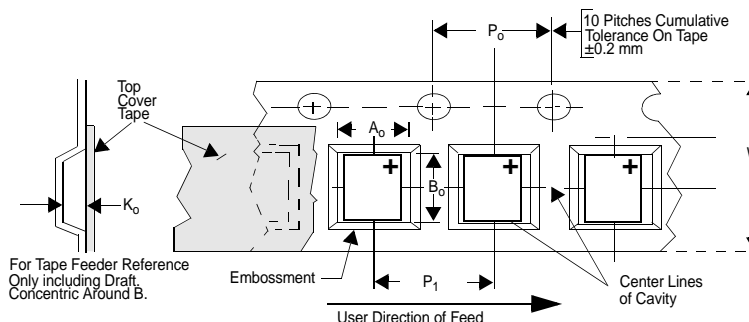 Po
10 Pitches Cumulative
Tolerance On Tape
±0.2 mm
Top
Cover
Tape
Ao
Bo
Ko
+
+
+
For Tape Feeder Reference
Only including Draft.
Concentric Around B.
Embossment
P1
Center Lines
of Cavity
User Direction of Feed